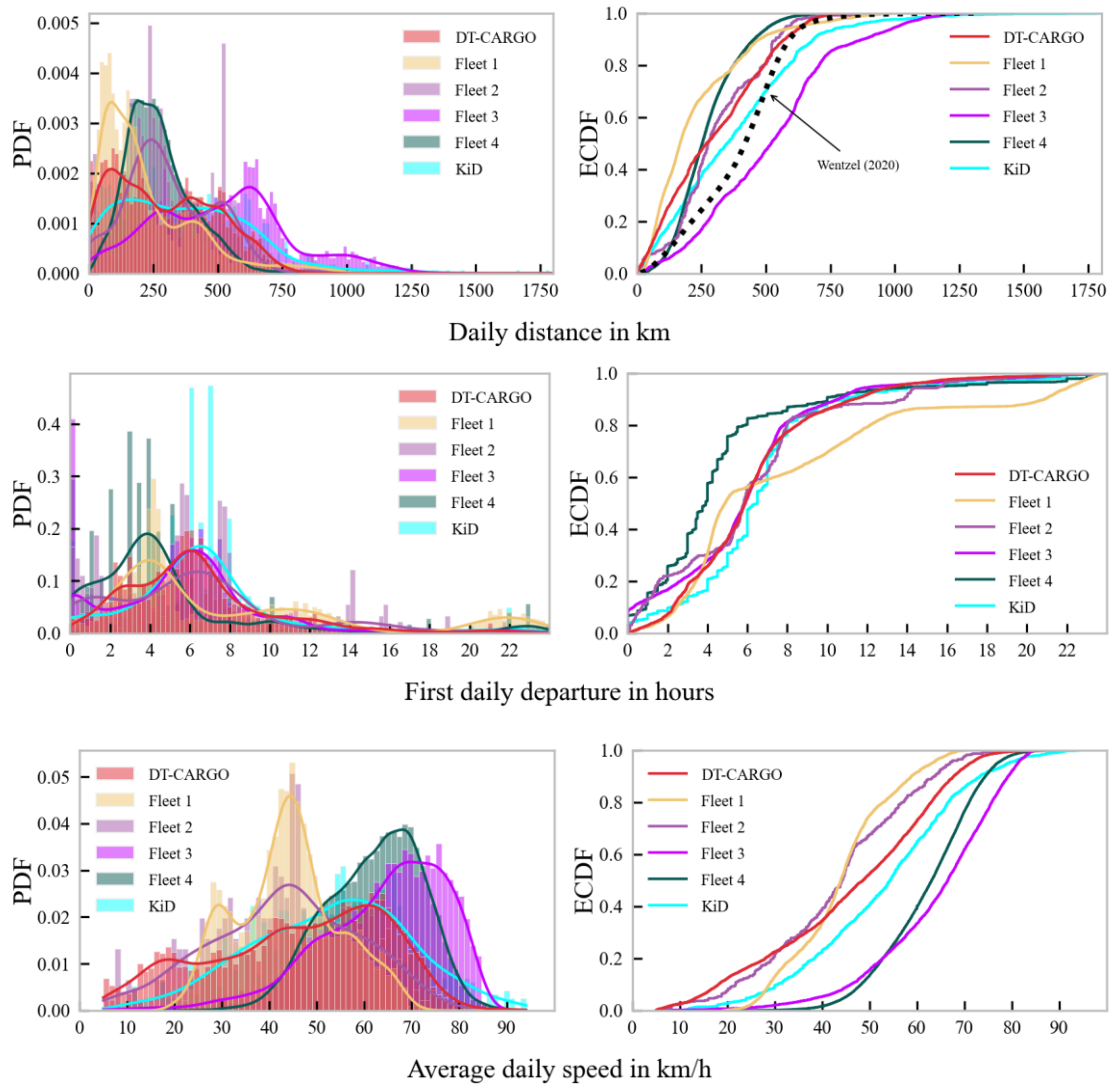 0.005
0.004
0.003
0.002
0.001
0.000
PDF
DT-CARGO
Fleet 1
Fleet 2
Fleet 3
Fleet 4
KiD
0 250 500 750 1000 1250 1500 1750
1.0
0.8
0.6
0.4
0.2
0.0
ECDF
DT-CARGO
Fleet 1
Fleet 2
Fleet 3
Fleet 4
KiD
Wentzel (2020)
0 250 500 750 1000 1250 1500 1750
Daily distance in km
0.4
0.3
0.2
0.1
0.0
PDF
DT-CARGO
Fleet 1
Fleet 2
Fleet 3
Fleet 4
KiD
0 2 4 6 8 10 12 14 16 18 20 22
1.0
0.8
0.6
0.4
0.2
0.0
ECDF
DT-CARGO
Fleet 1
Fleet 2
Fleet 3
Fleet 4
KiD
0 2 4 6 8 10 12 14 16 18 20 22
First daily departure in hours
0.05
0.04
0.03
0.02
0.01
0.00
PDF
DT-CARGO
Fleet 1
Fleet 2
Fleet 3
Fleet 4
KiD
0 10 20 30 40 50 60 70 80 90
1.0
0.8
0.6
0.4
0.2
0.0
ECDF
DT-CARGO
Fleet 1
Fleet 2
Fleet 3
Fleet 4
KiD
0 10 20 30 40 50 60 70 80 90
Average daily speed in km/h